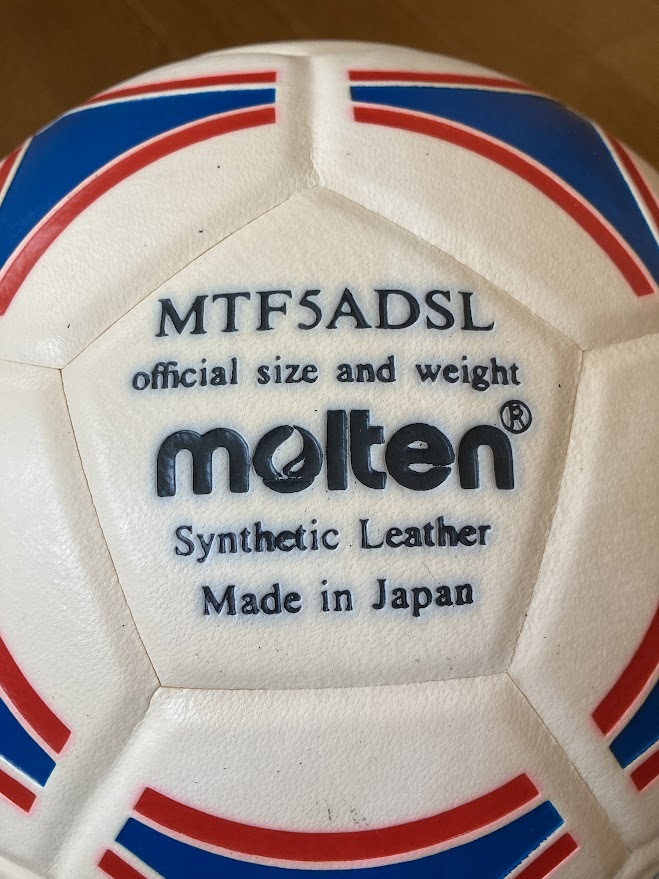 MTF5ADSL
official size and weight
molten®
Synthetic Leather
Made in Japan